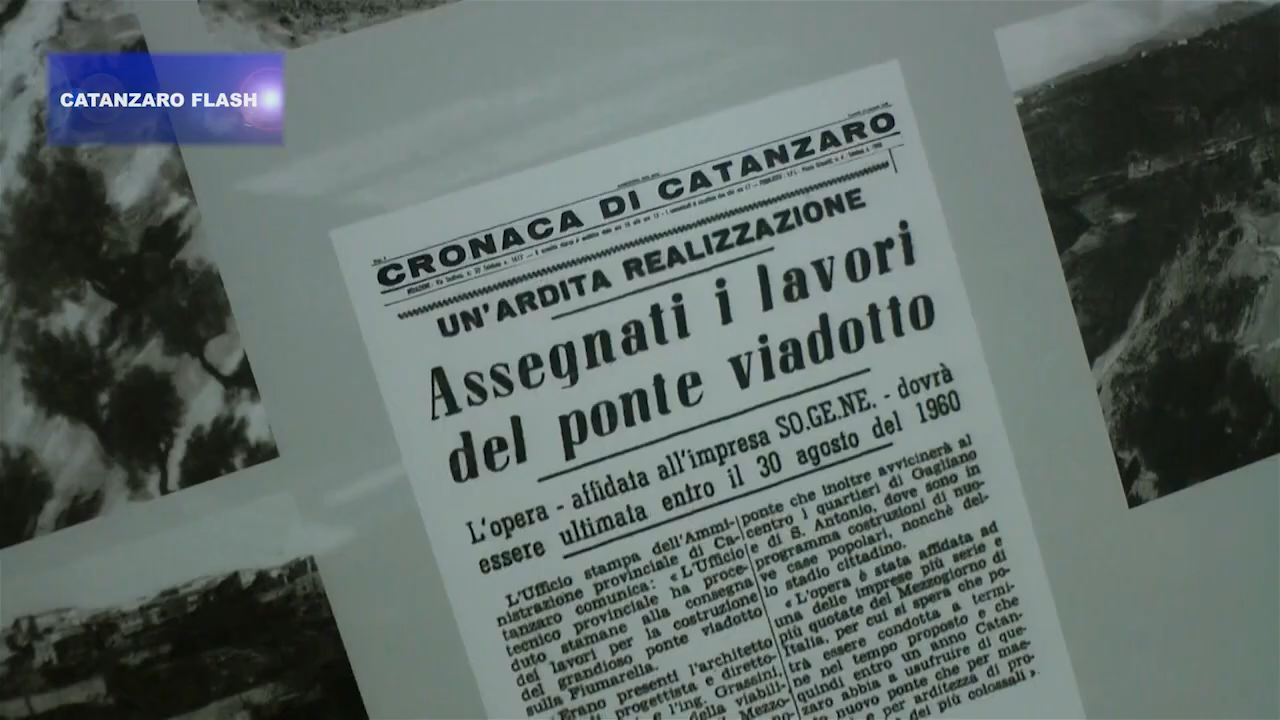 CATANZARO FLASH
CRONACA DI CATANZARO
UN'ARDITA REALIZZAZIONE
Assegnati i lavori
del ponte viadotto
L'opera - affidata all'impresa SO.GE.NE. - dovrà
essere ultimata entro il 30 agosto del 1960
L'Ufficio stampa dell'Ammi-
nistrazione provinciale di Ca-
tanzaro comunica: «L'Ufficio
tecnico provinciale ha proce-
duto stamane alla consegna
dei lavori per la costruzione
del grandioso ponte viadotto
sulla Fiumarella.
Erano presenti l'architetto
progettista e diretto-
e l'ing. Grassini,
della viabili-
Mezzo-
ponte che inoltre avvicinerà al
centro i quartieri di Gagliano
e di S. Antonio, dove sono in
programma costruzioni di nuo-
ve case popolari, nonchè del-
lo stadio cittadino.
«L'opera è stata affidata ad
una delle imprese più serie e
più quotate del Mezzogiorno di
Italia, per cui si spera che po-
trà essere condotta a termi-
ne nel tempo proposto e che
quindi entro un anno Catan-
zaro abbia a usufruire di que-
nuovo ponte che per mae-
e per arditezza di pro-
dei più colossali».